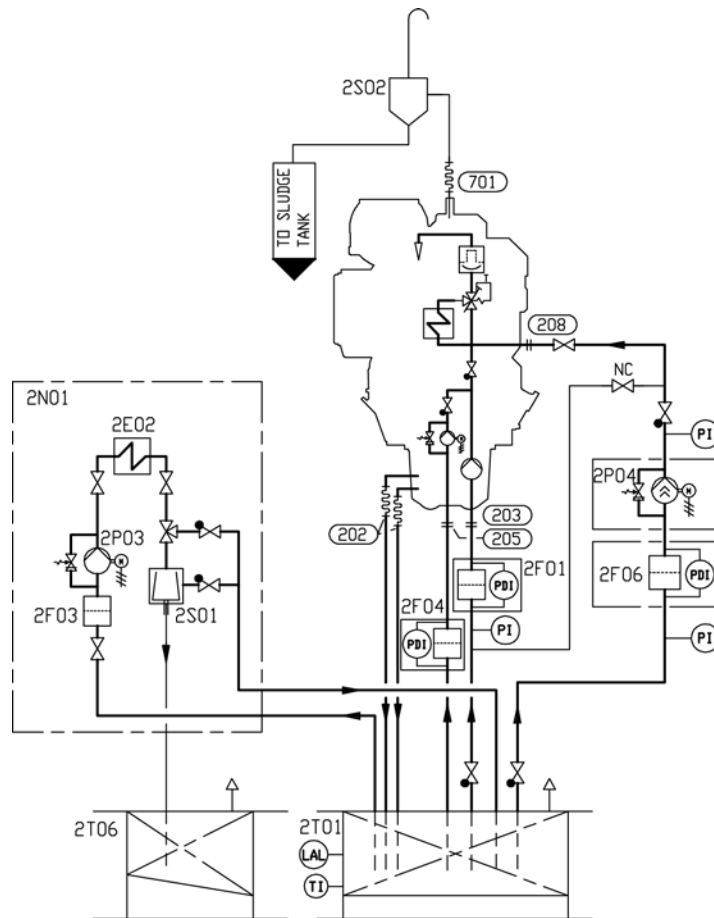 2S02
701
TO SLUDGE
TANK
208
NC
2N01
2E02
PI
2P04
M
2P03
M
M
202
203
205
2F01
PDI
2F06
PDI
2F03
2S01
2F04
PDI
PI
PI
2T06
2T01
LAL
TI